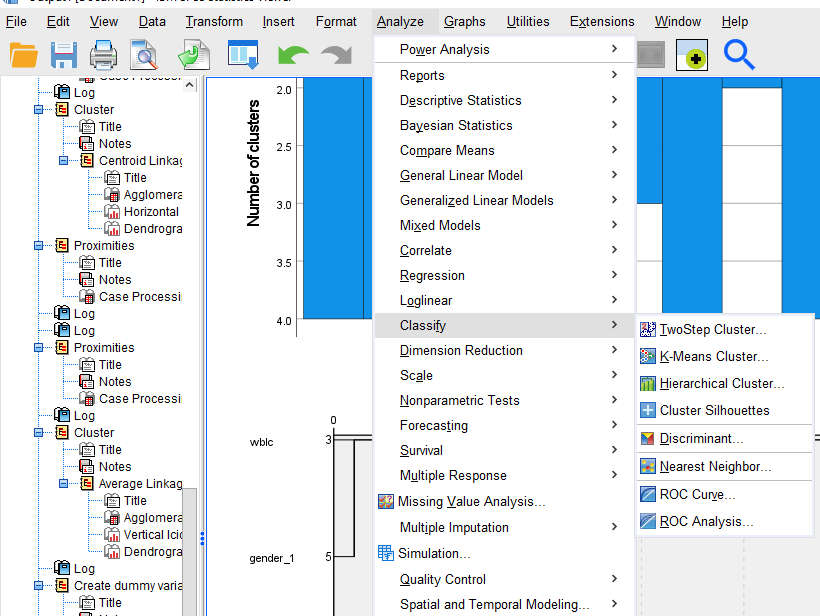 File Edit View Data Transform Insert Format Analyze Graphs Utilities Extensions Window Help
Log
Cluster
Title
Notes
Centroid Linkag
Title
Agglomera
Horizontal
Dendrogra
Proximities
Title
Notes
Case Processi
Log
Log
Proximities
Title
Notes
Case Processi
Log
Cluster
Title
Notes
Average Linkag
Title
Agglomera
Vertical Icic
Dendrogra
Log
Create dummy varia
Title
Number of clusters
2.0
2.5
3.0
3.5
4.0
0
wblc 3
gender_1 5
Power Analysis
Reports
Descriptive Statistics
Bayesian Statistics
Compare Means
General Linear Model
Generalized Linear Models
Mixed Models
Correlate
Regression
Loglinear
Classify
Dimension Reduction
Scale
Nonparametric Tests
Forecasting
Survival
Multiple Response
Missing Value Analysis...
Multiple Imputation
Simulation...
Quality Control
Spatial and Temporal Modeling...
TwoStep Cluster...
K-Means Cluster...
Hierarchical Cluster...
Cluster Silhouettes
Discriminant...
Nearest Neighbor...
ROC Curve...
ROC Analysis...